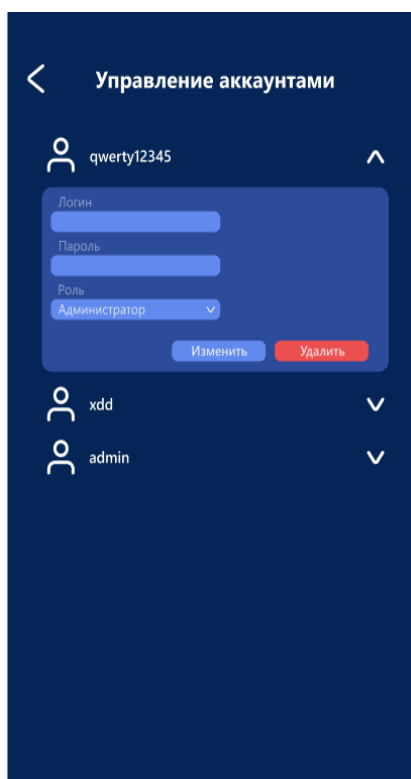 Управление аккаунтами
qwerty12345
Логин
Пароль
Роль
Администратор
Изменить Удалить
xdd
admin